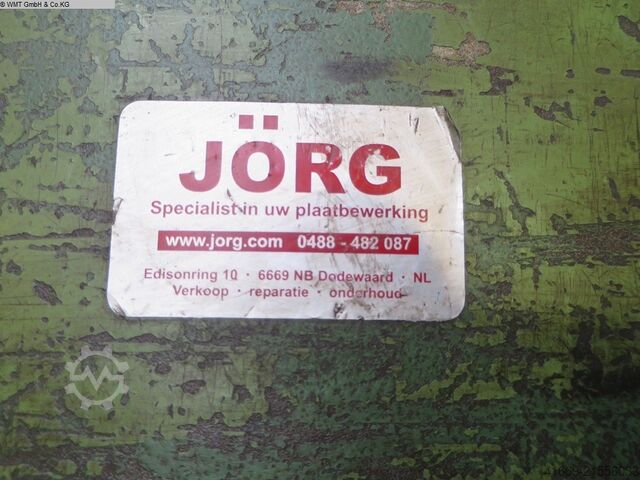 © WMT GmbH & Co.KG
JÖRG
Specialist in uw plaatbewerking
www.jorg.com 0488 - 482 087
Edisonring 10 · 6669 NB Dodewaard · NL
Verkoop · reparatie · onderhoud